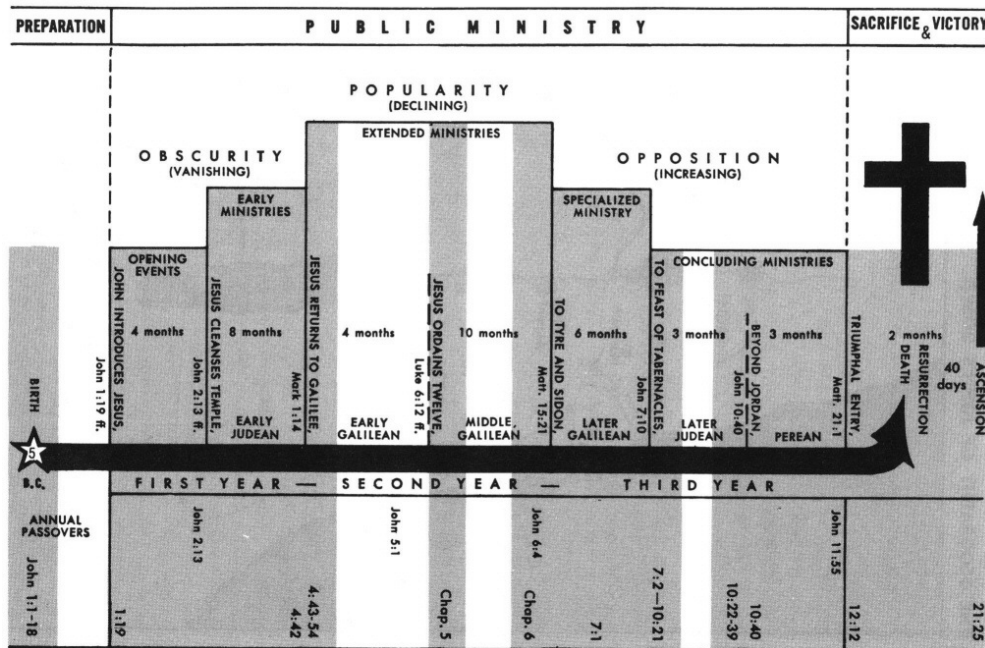 PREPARATION
PUBLIC MINISTRY
SACRIFICE & VICTORY
POPULARITY
(DECLINING)
EXTENDED MINISTRIES
OBSCURITY
(VANISHING)
OPPOSITION
(INCREASING)
EARLY
MINISTRIES
SPECIALIZED
MINISTRY
OPENING
EVENTS
CONCLUDING MINISTRIES
BIRTH
John 1:19 ff.
JOHN INTRODUCES JESUS,
4 months
John 2:13 ff.
JESUS CLEANSES TEMPLE,
8 months
Mark 1:14
JESUS RETURNS TO GALILEE,
4 months
Luke 6:12 ff.
JESUS ORDAINS TWELVE,
10 months
Matt. 15:21
TO TYRE AND SIDON,
6 months
John 7:10
TO FEAST OF TABERNACLES,
3 months
John 10:40
BEYOND JORDAN,
3 months
Matt. 21:1
TRIUMPHAL ENTRY,
2 months
DEATH
RESURRECTION
40
days
ASCENSION
EARLY
JUDEAN
EARLY
GALILEAN
MIDDLE,
GALILEAN
LATER
GALILEAN
LATER
JUDEAN
PEREAN
5
B.C.
FIRST YEAR — SECOND YEAR — THIRD YEAR
ANNUAL
PASSOVERS
John 2:13
John 5:1
John 6:4
John 11:55
John 1:1-18
1:19
4:42
4:43-54
Chap. 5
Chap. 6
7:1
7:2—10:21
10:22-39
10:40
12:12
21:25